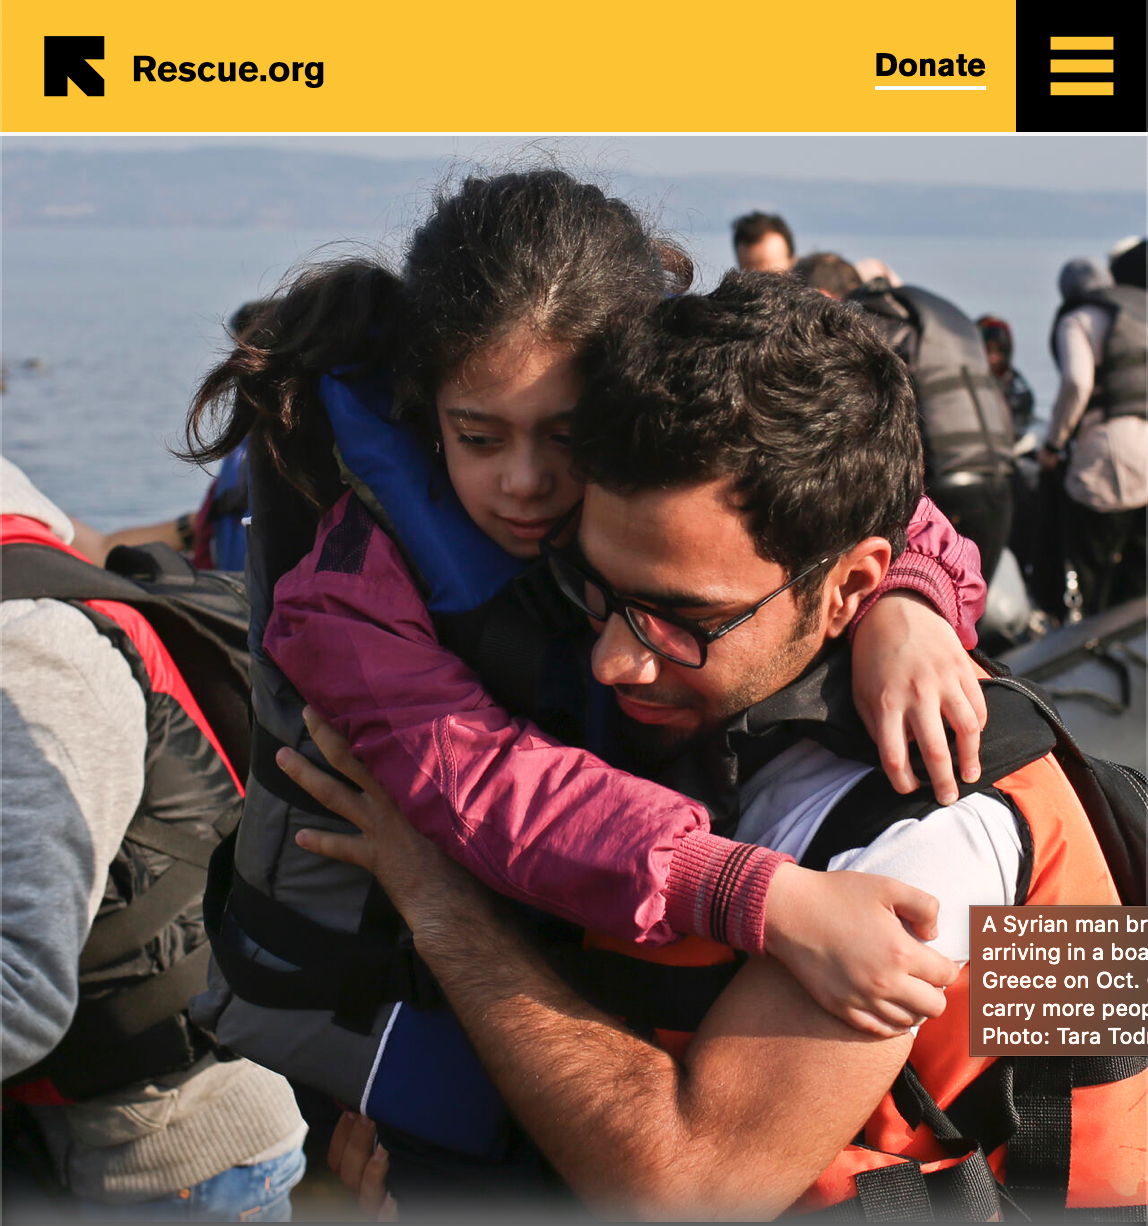 Rescue.org
Donate
A Syrian man
arriving in a
Greece on Oct.
carry more
Photo: Tara